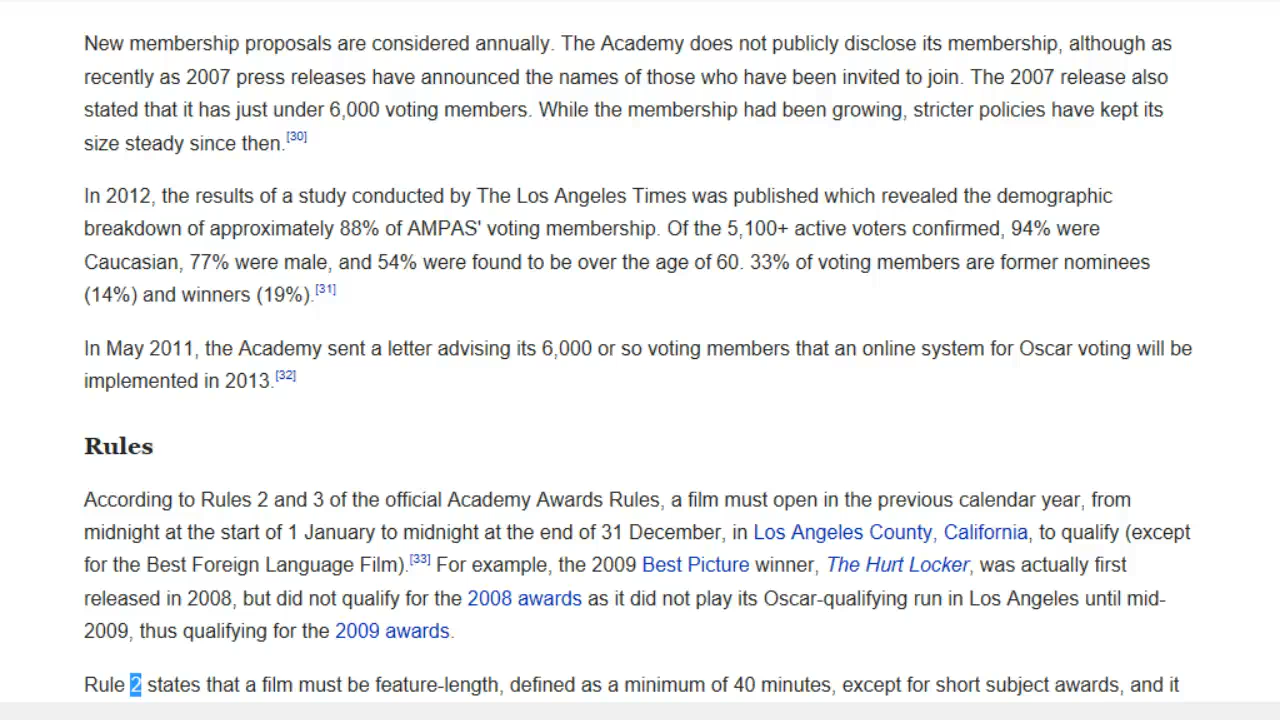 New membership proposals are considered annually. The Academy does not publicly disclose its membership, although as
recently as 2007 press releases have announced the names of those who have been invited to join. The 2007 release also
stated that it has just under 6,000 voting members. While the membership had been growing, stricter policies have kept its
size steady since then.[30]
In 2012, the results of a study conducted by The Los Angeles Times was published which revealed the demographic
breakdown of approximately 88% of AMPAS' voting membership. Of the 5,100+ active voters confirmed, 94% were
Caucasian, 77% were male, and 54% were found to be over the age of 60. 33% of voting members are former nominees
(14%) and winners (19%).[31]
In May 2011, the Academy sent a letter advising its 6,000 or so voting members that an online system for Oscar voting will be
implemented in 2013.[32]
Rules
According to Rules 2 and 3 of the official Academy Awards Rules, a film must open in the previous calendar year, from
midnight at the start of 1 January to midnight at the end of 31 December, in Los Angeles County, California, to qualify (except
for the Best Foreign Language Film).[33] For example, the 2009 Best Picture winner, The Hurt Locker, was actually first
released in 2008, but did not qualify for the 2008 awards as it did not play its Oscar-qualifying run in Los Angeles until mid-
2009, thus qualifying for the 2009 awards.
Rule 2 states that a film must be feature-length, defined as a minimum of 40 minutes, except for short subject awards, and it